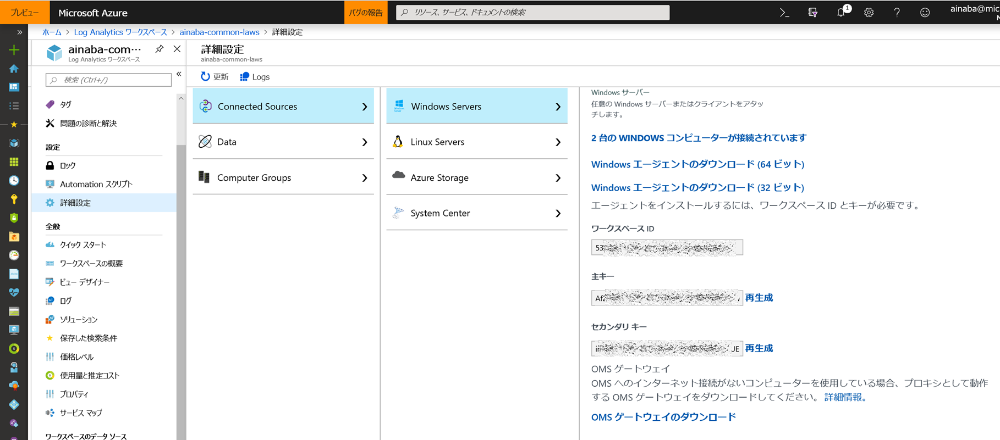 プレビュー
Microsoft Azure
バグの報告
リソース、サービス、ドキュメントの検索
1
ainaba@mic
ホーム > Log Analytics ワークスペース > ainaba-common-laws > 詳細設定
ainaba-com…
Log Analytics ワークスペース
検索 (Ctrl+/)
タグ
問題の診断と解決
設定
ロック
Automation スクリプト
詳細設定
全般
クイック スタート
ワークスペースの概要
ビュー デザイナー
ログ
ソリューション
保存した検索条件
価格レベル
使用量と推定コスト
プロパティ
サービス マップ
ワークスペースのデータ ソース
詳細設定
ainaba-common-laws
更新
Logs
Connected Sources
Data
Computer Groups
Windows Servers
Linux Servers
Azure Storage
System Center
Windows サーバー
任意の Windows サーバーまたはクライアントをアタッ
チします。
2 台の WINDOWS コンピューターが接続されています
Windows エージェントのダウンロード (64 ビット)
Windows エージェントのダウンロード (32 ビット)
エージェントをインストールするには、ワークスペース ID とキーが必要です。
ワークスペース ID
53
主キー
Af2
再生成
セカンダリ キー
UE
再生成
OMS ゲートウェイ
OMS へのインターネット接続がないコンピューターを使用している場合、プロキシとして動作
する OMS ゲートウェイをダウンロードしてください。 詳細情報。
OMS ゲートウェイのダウンロード